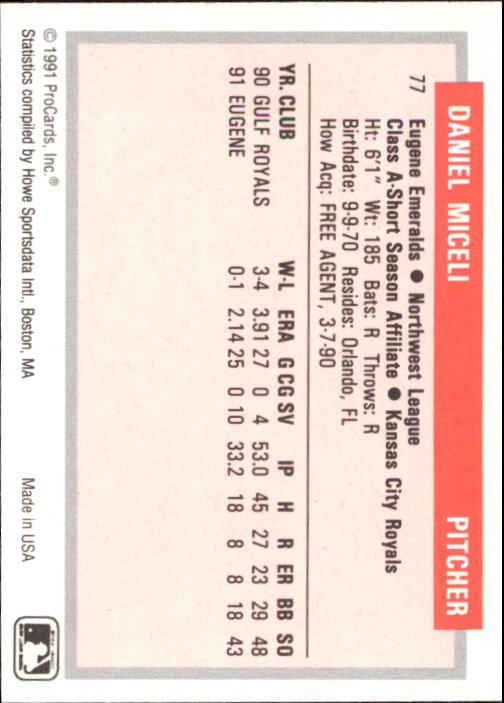 DANIEL MICELI PITCHER
77 Eugene Emeralds ● Northwest League
Class A-Short Season Affiliate ● Kansas City Royals
Ht: 6'1" Wt: 185 Bats: R Throws: R
Birthdate: 9-9-70 Resides: Orlando, FL
How Acq: FREE AGENT, 3-7-90
YR. CLUB W-L ERA G CG SV IP H R ER BB SO
90 GULF ROYALS 3-4 3.91 27 0 4 53.0 45 27 23 29 48
91 EUGENE 0-1 2.14 25 0 10 33.2 18 8 8 18 43
© 1991 ProCards, Inc.® Made in USA
Statistics compiled by Howe Sportsdata Intl., Boston, MA